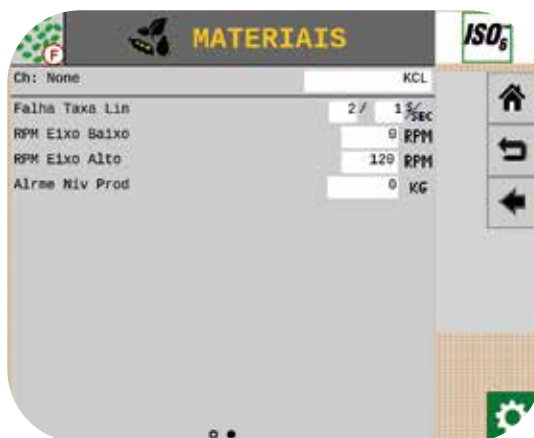 MATERIAIS
ISO6
F
Ch: None KCL
Falha Taxa Lin 2/ 1 S/SEC
RPM Eixo Baixo 0 RPM
RPM Eixo Alto 120 RPM
Alrme Niv Prod 0 KG